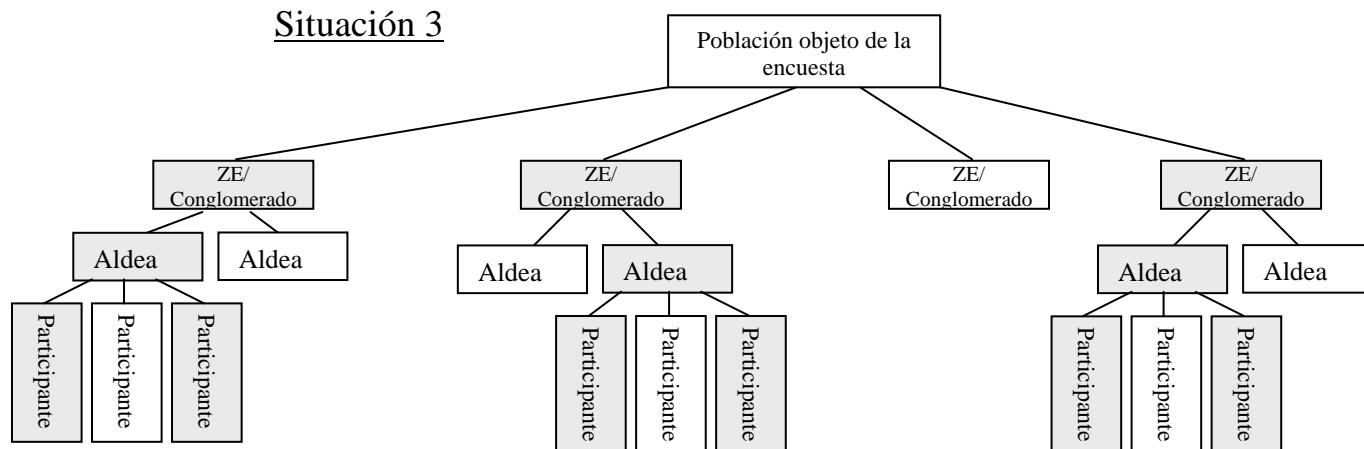 Situación 3
Población objeto de la
encuesta
ZE/
Conglomerado
ZE/
Conglomerado
ZE/
Conglomerado
ZE/
Conglomerado
Aldea
Aldea
Aldea
Aldea
Aldea
Aldea
Participante
Participante
Participante
Participante
Participante
Participante
Participante
Participante
Participante